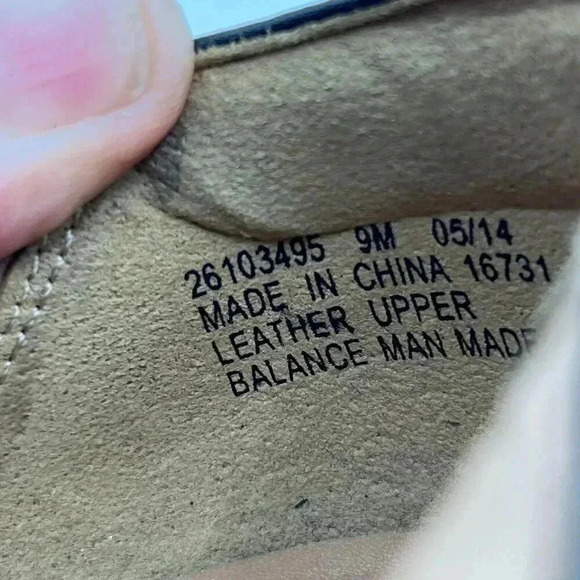 26103495 9M 05/14
MADE IN CHINA 16731
LEATHER UPPER
BALANCE MAN MADE